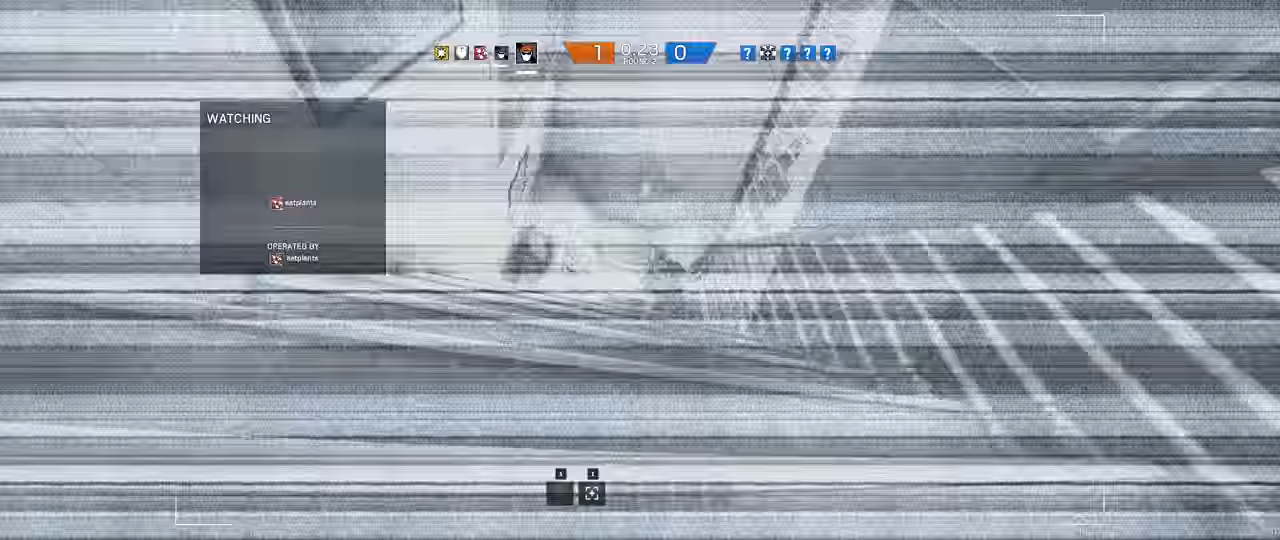 1 0:23 0
ROUND 2
? ? ? ?
WATCHING
eatplants
OPERATED BY
eatplants